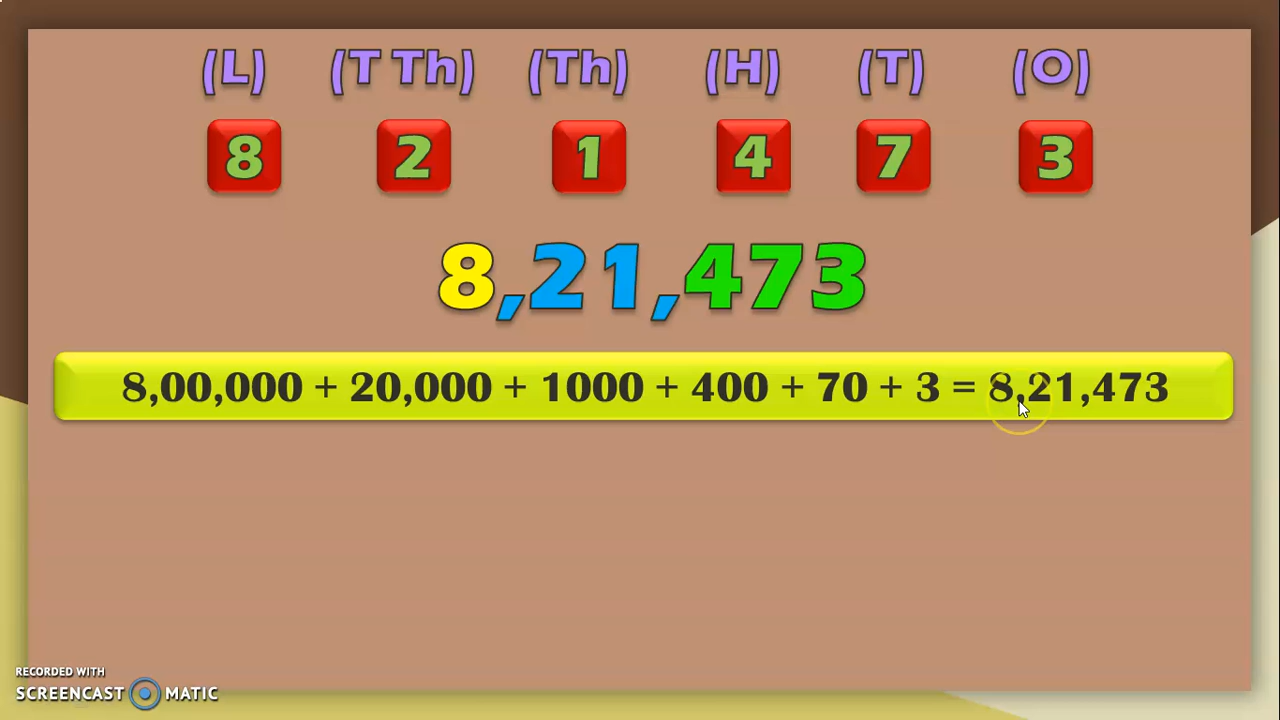 (L) (T Th) (Th) (H) (T) (O)
8 2 1 4 7 3
8,21,473
8,00,000 + 20,000 + 1000 + 400 + 70 + 3 = 8,21,473
RECORDED WITH
SCREENCAST MATIC